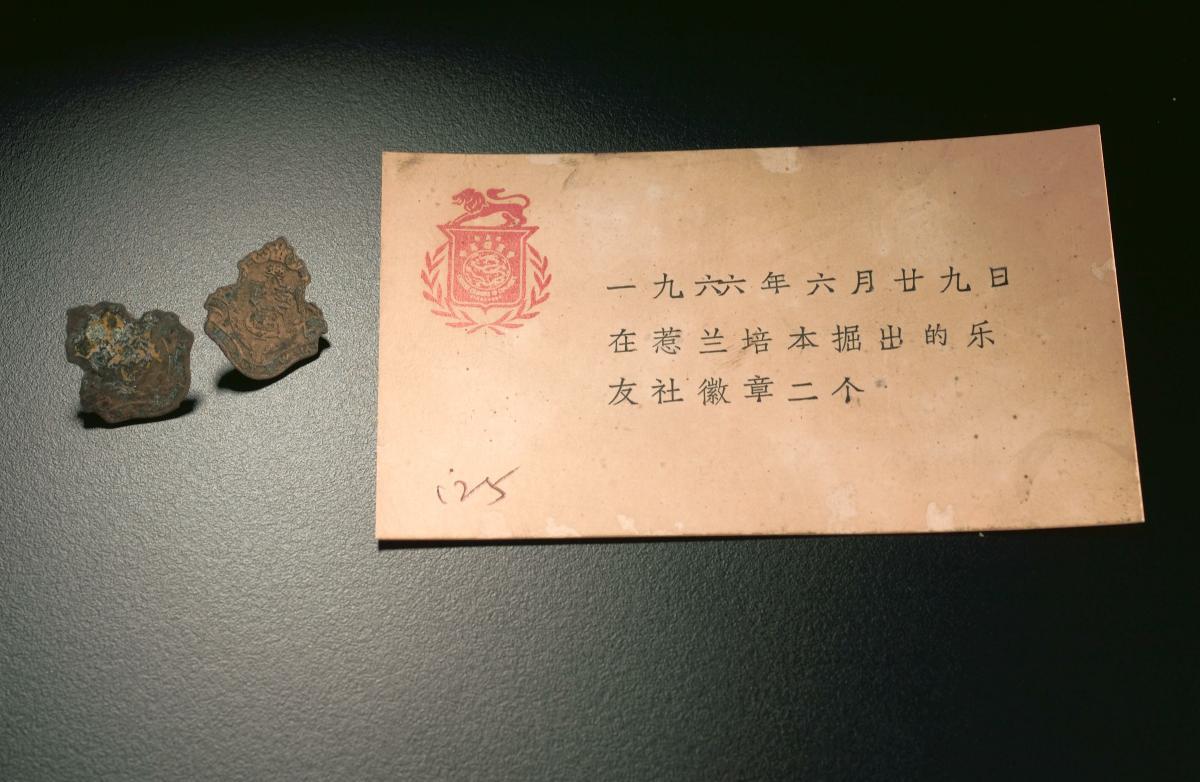 一九六六年六月廿九日
在惹兰培本掘出的乐
友社徽章二个
125